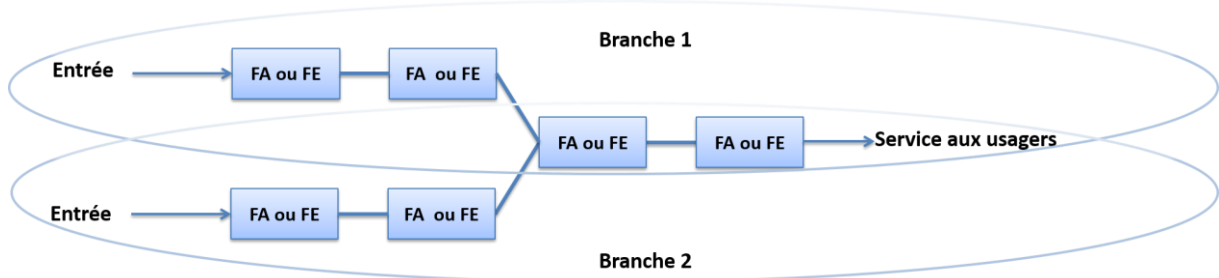 Branche 1
Entrée
FA ou FE
FA ou FE
FA ou FE
FA ou FE
Service aux usagers
Entrée
FA ou FE
FA ou FE
Branche 2